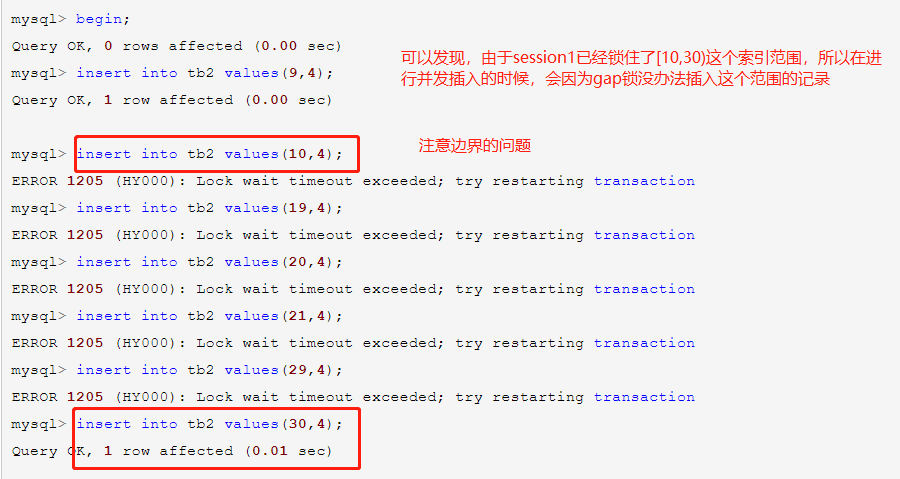 mysql> begin;
Query OK, 0 rows affected (0.00 sec)
可以发现，由于session1已经锁住了[10,30)这个索引范围，所以在进
行并发插入的时候，会因为gap锁没办法插入这个范围的记录
mysql> insert into tb2 values(9,4);
Query OK, 1 row affected (0.00 sec)
注意边界的问题
mysql> insert into tb2 values(10,4);
ERROR 1205 (HY000): Lock wait timeout exceeded; try restarting transaction
mysql> insert into tb2 values(19,4);
ERROR 1205 (HY000): Lock wait timeout exceeded; try restarting transaction
mysql> insert into tb2 values(20,4);
ERROR 1205 (HY000): Lock wait timeout exceeded; try restarting transaction
mysql> insert into tb2 values(21,4);
ERROR 1205 (HY000): Lock wait timeout exceeded; try restarting transaction
mysql> insert into tb2 values(29,4);
ERROR 1205 (HY000): Lock wait timeout exceeded; try restarting transaction
mysql> insert into tb2 values(30,4);
Query OK, 1 row affected (0.01 sec)